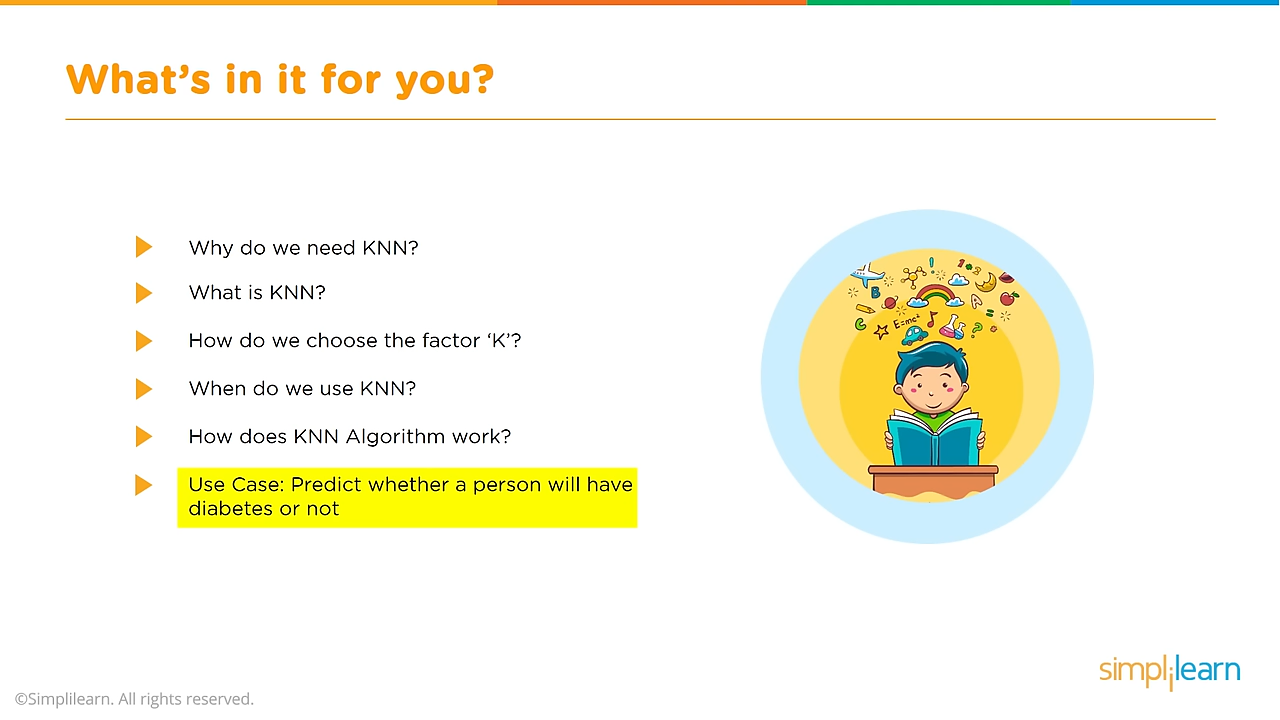 What's in it for you?
Why do we need KNN?
What is KNN?
How do we choose the factor ‘K’?
When do we use KNN?
How does KNN Algorithm work?
Use Case: Predict whether a person will have
diabetes or not
E=mc²
simplilearn
©Simplilearn. All rights reserved.